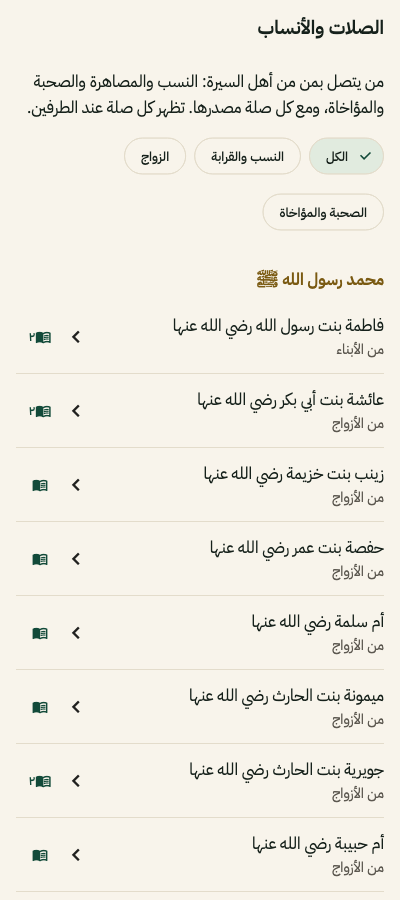 الصلات والأنساب
من يتصل بمن من أهل السيرة: النسب والمصاهرة والصحبة
والمؤاخاة، ومع كل صلة مصدرها. تظهر كل صلة عند الطرفين.
الكل
النسب والقرابة
الزواج
الصحبة والمؤاخاة
محمد رسول الله ﷺ
فاطمة بنت رسول الله رضي الله عنها
من الأبناء
٢
عائشة بنت أبي بكر رضي الله عنها
من الأزواج
٢
زينب بنت خزيمة رضي الله عنها
من الأزواج
حفصة بنت عمر رضي الله عنها
من الأزواج
أم سلمة رضي الله عنها
من الأزواج
ميمونة بنت الحارث رضي الله عنها
من الأزواج
جويرية بنت الحارث رضي الله عنها
من الأزواج
٢
أم حبيبة رضي الله عنها
من الأزواج